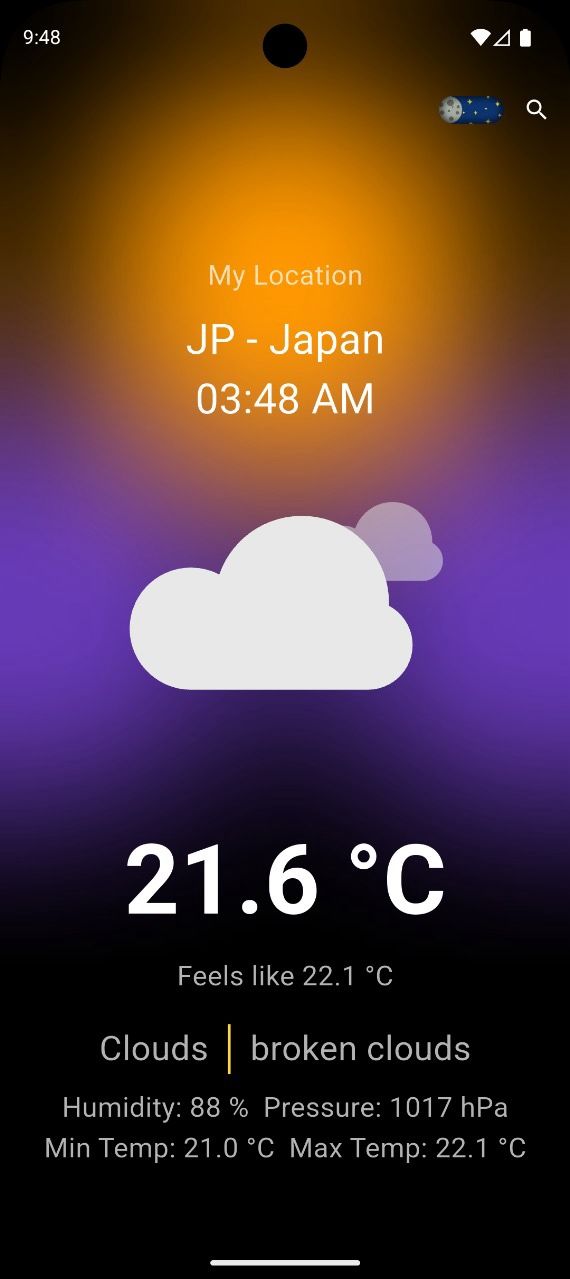 9:48
My Location
JP - Japan
03:48 AM
21.6 °C
Feels like 22.1 °C
Clouds broken clouds
Humidity: 88 % Pressure: 1017 hPa
Min Temp: 21.0 °C Max Temp: 22.1 °C